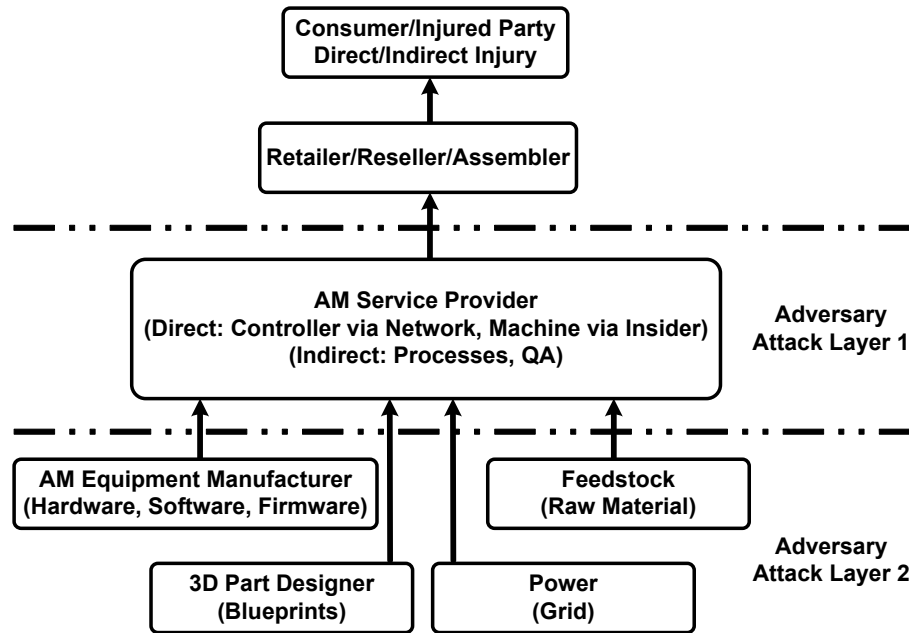 Consumer/Injured Party
Direct/Indirect Injury
Retailer/Reseller/Assembler
AM Service Provider
(Direct: Controller via Network, Machine via Insider)
(Indirect: Processes, QA)
Adversary
Attack Layer 1
AM Equipment Manufacturer
(Hardware, Software, Firmware)
Feedstock
(Raw Material)
3D Part Designer
(Blueprints)
Power
(Grid)
Adversary
Attack Layer 2